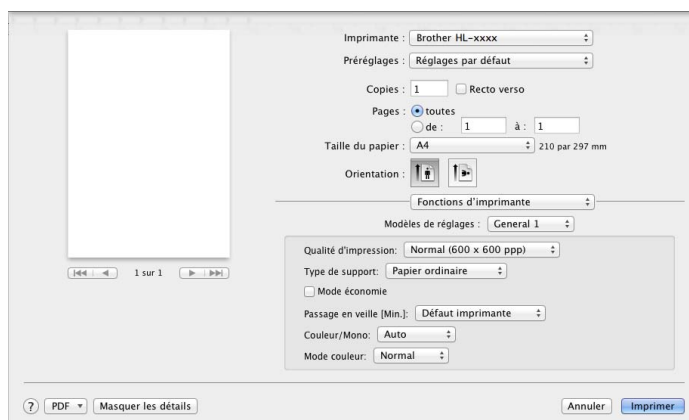 Imprimante : Brother HL-xxxx
Préréglages : Réglages par défaut
Copies : 1 Recto verso
Pages : toutes
de : 1 à : 1
Taille du papier : A4 210 par 297 mm
Orientation :
Fonctions d'imprimante
Modèles de réglages : General 1
Qualité d'impression: Normal (600 x 600 ppp)
Type de support: Papier ordinaire
Mode économie
Passage en veille [Min.]: Défaut imprimante
Couleur/Mono: Auto
Mode couleur: Normal
1 sur 1
? PDF Masquer les détails Annuler Imprimer